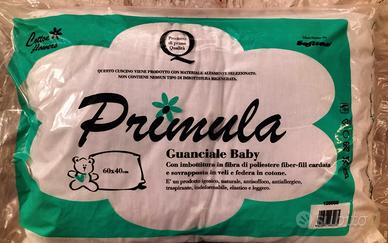 Cotton
flowers
Q
Prodotto
di prima
Qualità
QUESTO CUSCINO VIENE PRODOTTO CON MATERIALE ALTAMENTE SELEZIONATO.
NON CONTIENE NESSUN TIPO DI IMBOTTITURA RIGENERATA.
Primula
Guanciale Baby
60x40cm
Con imbottitura in fibra di poliestere fiber-fill cardata
e sovrapposta in veli e federa in cotone.
E' un prodotto igenico, naturale, antisoffoco, antiallergico,
traspirante, indeformabile, elastico e leggero.